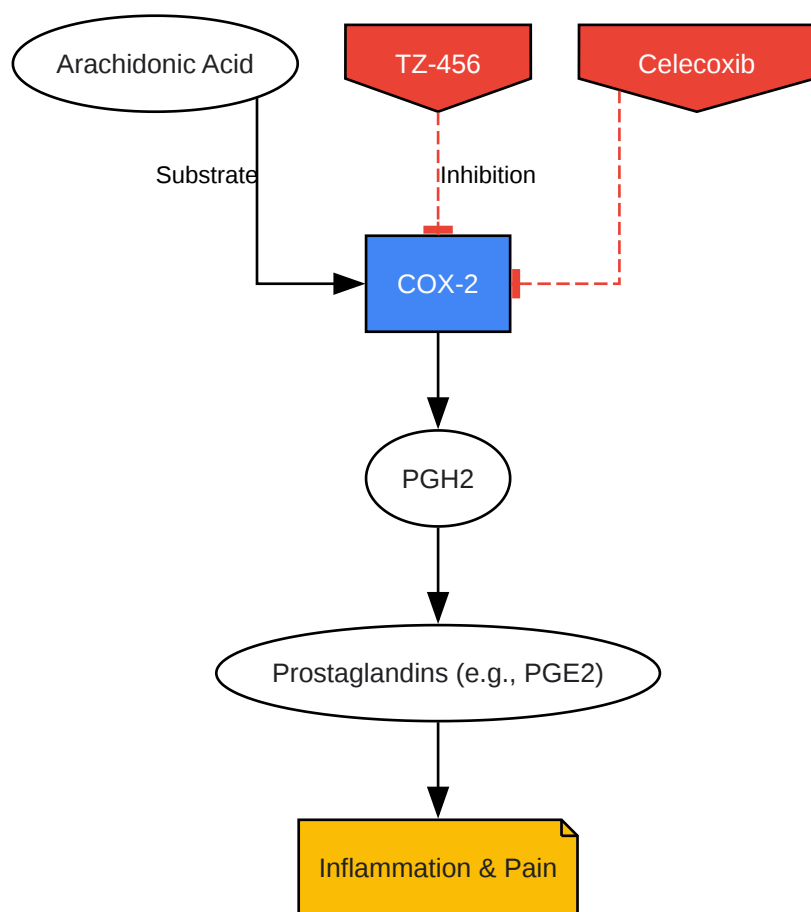 Arachidonic Acid
TZ-456
Celecoxib
Substrate
Inhibition
COX-2
PGH2
Prostaglandins (e.g., PGE2)
Inflammation & Pain